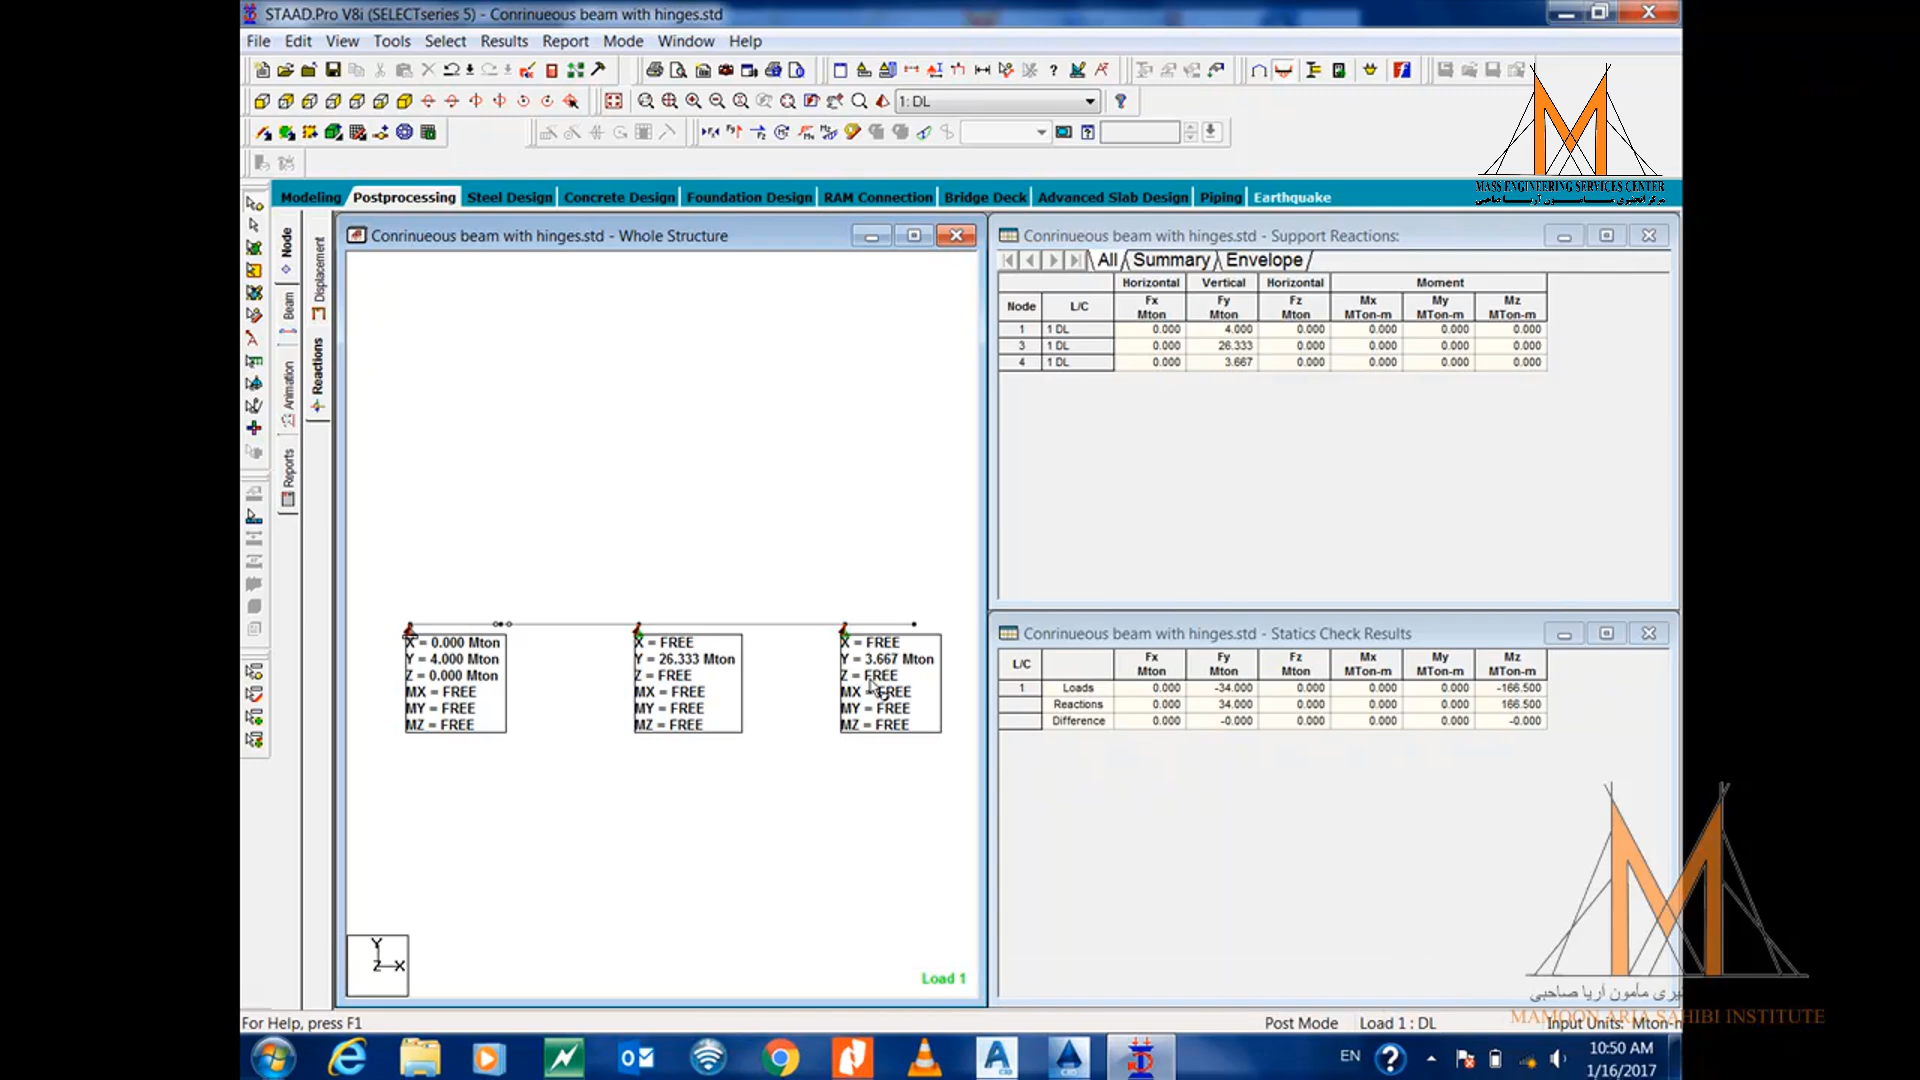 STAAD.Pro V8i (SELECTseries 5) - Conrinueous beam with hinges.std
File Edit View Tools Select Results Report Mode Window Help
1: DL
MASS ENGINEERING SERVICES CENTER
Modeling Postprocessing Steel Design Concrete Design Foundation Design RAM Connection Bridge Deck Advanced Slab Design Piping Earthquake
Node
Beam
Animation
Reports
Displacement
Reactions
Conrinueous beam with hinges.std - Whole Structure
X = 0.000 Mton
Y = 4.000 Mton
Z = 0.000 Mton
MX = FREE
MY = FREE
MZ = FREE
X = FREE
Y = 26.333 Mton
Z = FREE
MX = FREE
MY = FREE
MZ = FREE
X = FREE
Y = 3.667 Mton
Z = FREE
MX = FREE
MY = FREE
MZ = FREE
Y
Z X
Load 1
Conrinueous beam with hinges.std - Support Reactions:
All Summary Envelope
Horizontal Vertical Horizontal Moment
Node L/C Fx Mton Fy Mton Fz Mton Mx MTon-m My MTon-m Mz MTon-m
1 1 DL 0.000 4.000 0.000 0.000 0.000 0.000
3 1 DL 0.000 26.333 0.000 0.000 0.000 0.000
4 1 DL 0.000 3.667 0.000 0.000 0.000 0.000
Conrinueous beam with hinges.std - Statics Check Results
L/C Fx Mton Fy Mton Fz Mton Mx MTon-m My MTon-m Mz MTon-m
1 Loads 0.000 -34.000 0.000 0.000 0.000 -166.500
Reactions 0.000 34.000 0.000 0.000 0.000 166.500
Difference 0.000 -0.000 0.000 0.000 0.000 -0.000
مأمون آریا صاحبی
MAMOON ARIA SAHIBI INSTITUTE
For Help, press F1
Post Mode Load 1 : DL Input Units: Mton-m
EN
10:50 AM
1/16/2017